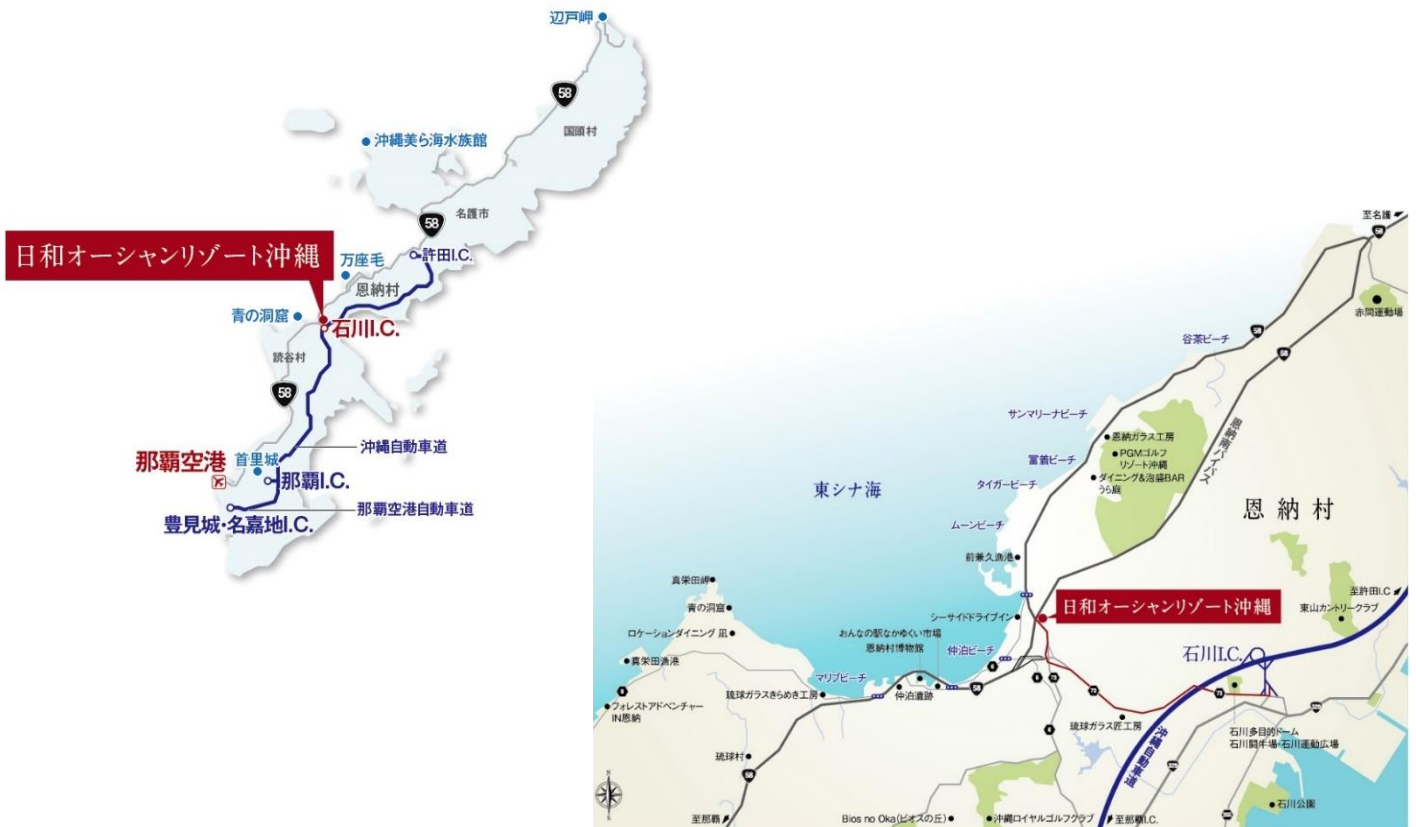 辺戸岬
58
国頭村
沖縄美ら海水族館
名護市
58
許田I.C.
日和オーシャンリゾート沖縄
万座毛
恩納村
青の洞窟
石川I.C.
読谷村
58
沖縄自動車道
那覇空港
首里城
那覇I.C.
那覇空港自動車道
豊見城・名嘉地I.C.
至名護
58
赤間運動場
谷茶ビーチ
58
58
サンマリーナビーチ
恩納ガラス工房
恩納南バイパス
PGMゴルフ
リゾート沖縄
冨着ビーチ
ダイニング&泡盛BAR
うら庭
タイガービーチ
東シナ海
恩納村
ムーンビーチ
前兼久漁港
真栄田岬
青の洞窟
シーサイドドライブイン
日和オーシャンリゾート沖縄
至許田I.C
東山カントリークラブ
ロケーションダイニング 凪
おんなの駅なかゆくい市場
恩納村博物館
仲泊ビーチ
石川I.C.
真栄田漁港
6
マリブビーチ
6
73
73
73
73
6
琉球ガラスきらめき工房
仲泊遺跡
58
フォレストアドベンチャー
IN恩納
琉球ガラス匠工房
6
329
石川多目的ドーム
石川闘牛場・石川運動広場
沖縄自動車道
琉球村
58
329
石川公園
至那覇
Bios no Oka(ビオスの丘)
沖縄ロイヤルゴルフクラブ
至那覇I.C.